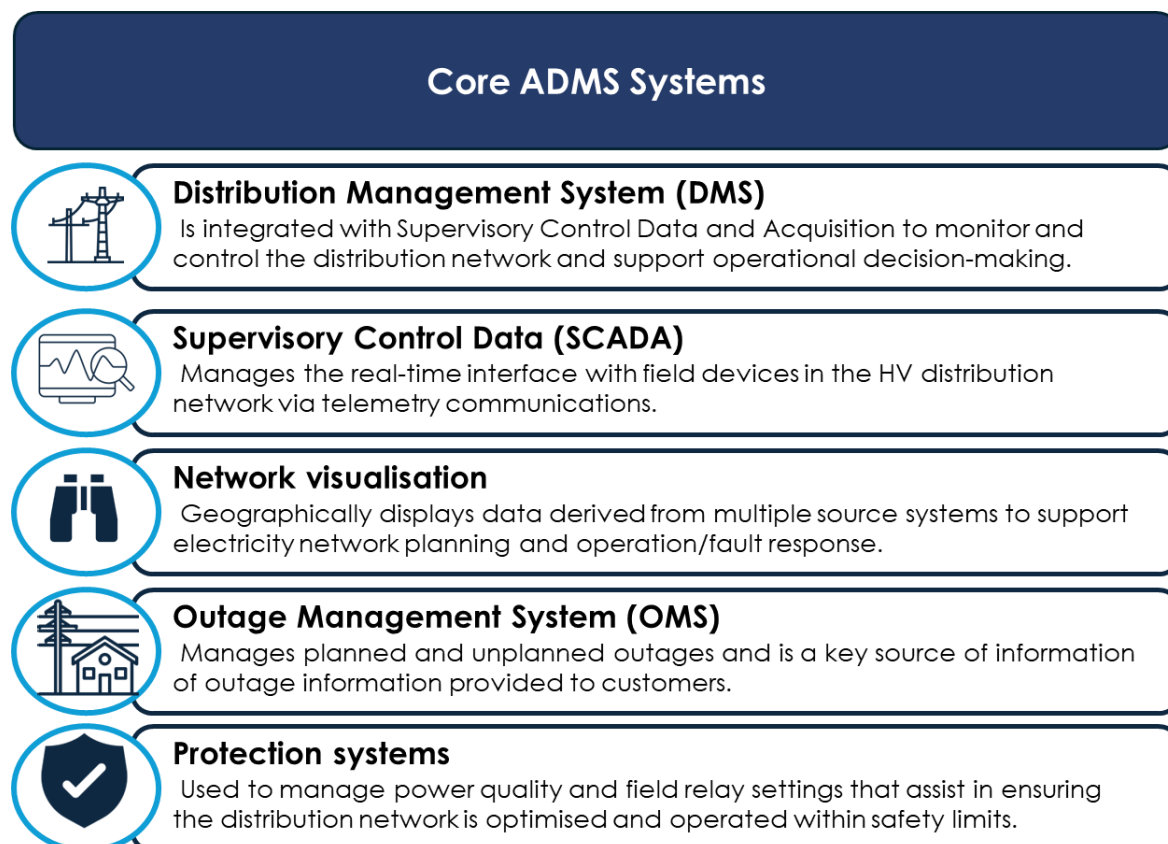 Core ADMS Systems
Distribution Management System (DMS)
Is integrated with Supervisory Control Data and Acquisition to monitor and
control the distribution network and support operational decision-making.
Supervisory Control Data (SCADA)
Manages the real-time interface with field devices in the HV distribution
network via telemetry communications.
Network visualisation
Geographically displays data derived from multiple source systems to support
electricity network planning and operation/fault response.
Outage Management System (OMS)
Manages planned and unplanned outages and is a key source of information
of outage information provided to customers.
Protection systems
Used to manage power quality and field relay settings that assist in ensuring
the distribution network is optimised and operated within safety limits.